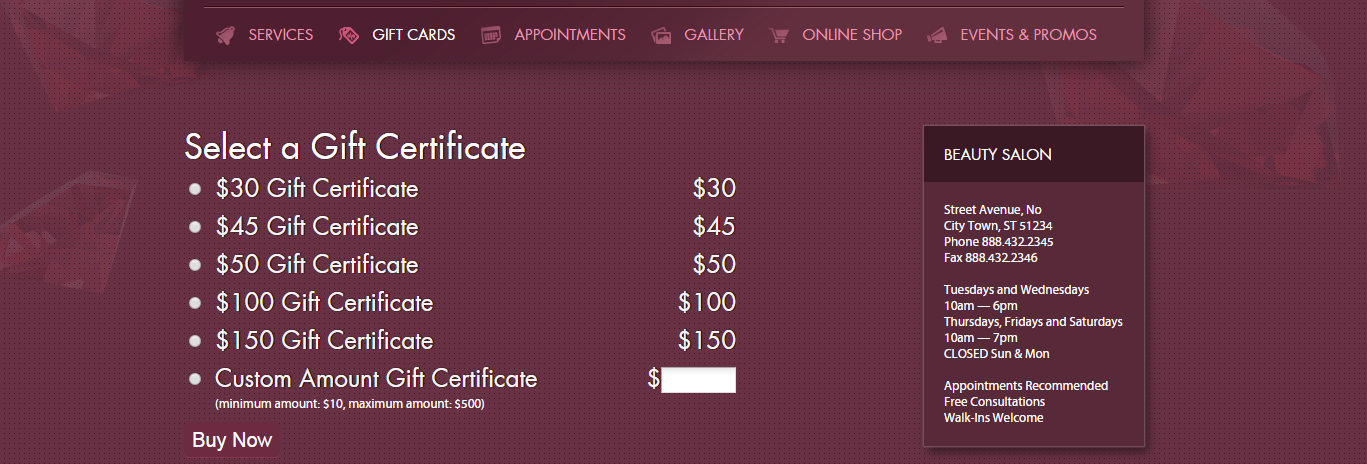 SERVICES GIFT CARDS APPOINTMENTS GALLERY ONLINE SHOP EVENTS & PROMOS
Select a Gift Certificate
$30 Gift Certificate $30
$45 Gift Certificate $45
$50 Gift Certificate $50
$100 Gift Certificate $100
$150 Gift Certificate $150
Custom Amount Gift Certificate $
(minimum amount: $10, maximum amount: $500)
Buy Now
BEAUTY SALON
Street Avenue, No
City Town, ST 51234
Phone 888.432.2345
Fax 888.432.2346
Tuesdays and Wednesdays
10am — 6pm
Thursdays, Fridays and Saturdays
10am — 7pm
CLOSED Sun & Mon
Appointments Recommended
Free Consultations
Walk-Ins Welcome